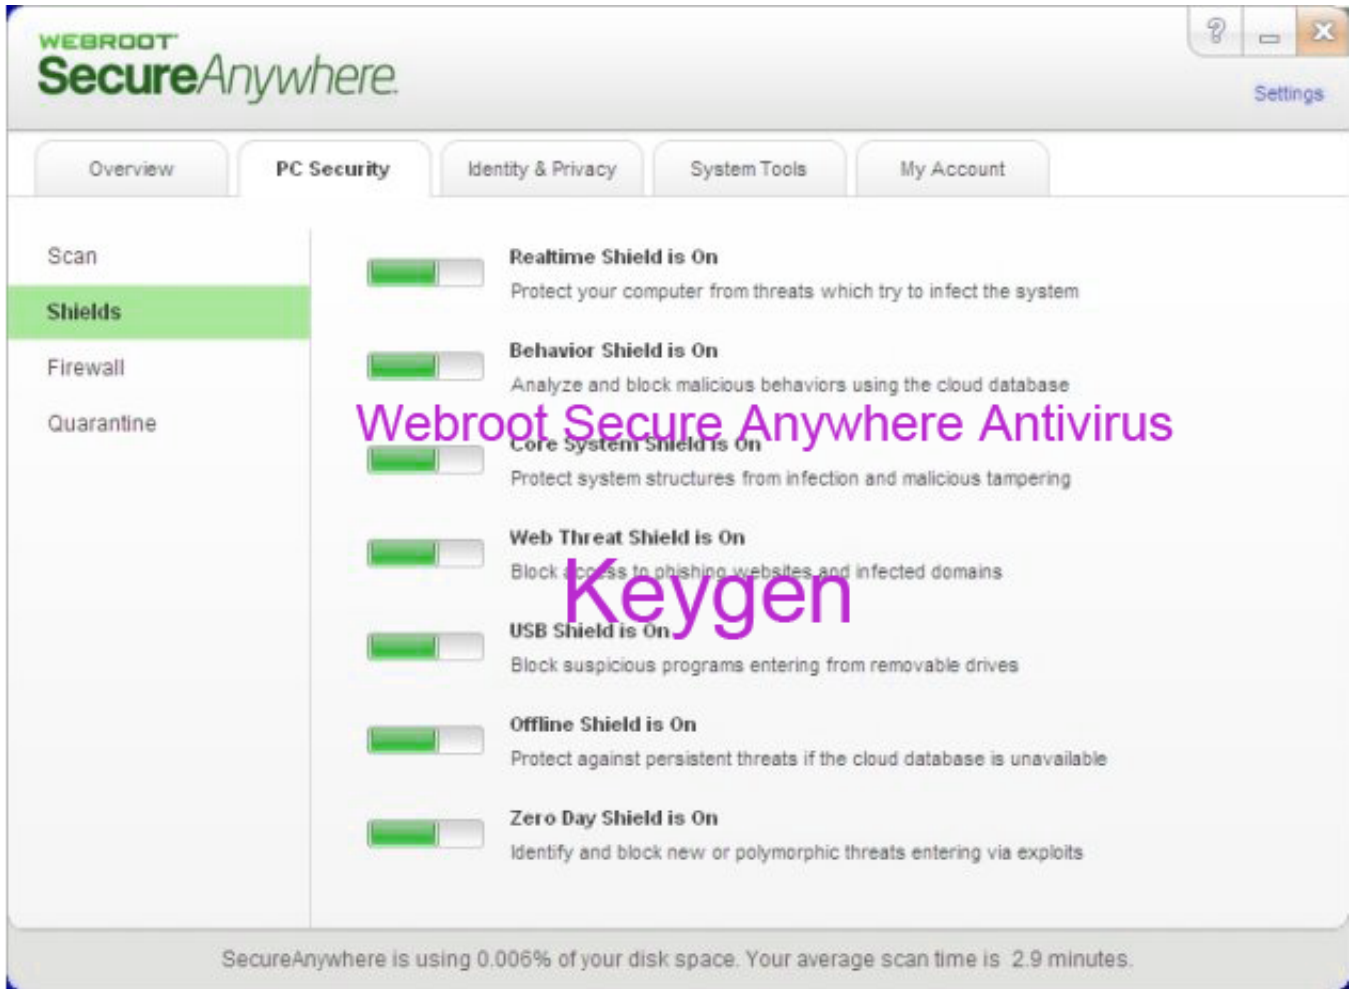 WEBROOT
SecureAnywhere.
?
Settings
Overview
PC Security
Identity & Privacy
System Tools
My Account
Scan
Shields
Firewall
Quarantine
Realtime Shield is On
Protect your computer from threats which try to infect the system
Behavior Shield is On
Analyze and block malicious behaviors using the cloud database
Webroot Secure Anywhere Antivirus
Core System Shield is On
Protect system structures from infection and malicious tampering
Web Threat Shield is On
Block access to phishing websites and infected domains
Keygen
USB Shield is On
Block suspicious programs entering from removable drives
Offline Shield is On
Protect against persistent threats if the cloud database is unavailable
Zero Day Shield is On
Identify and block new or polymorphic threats entering via exploits
SecureAnywhere is using 0.006% of your disk space. Your average scan time is 2.9 minutes.